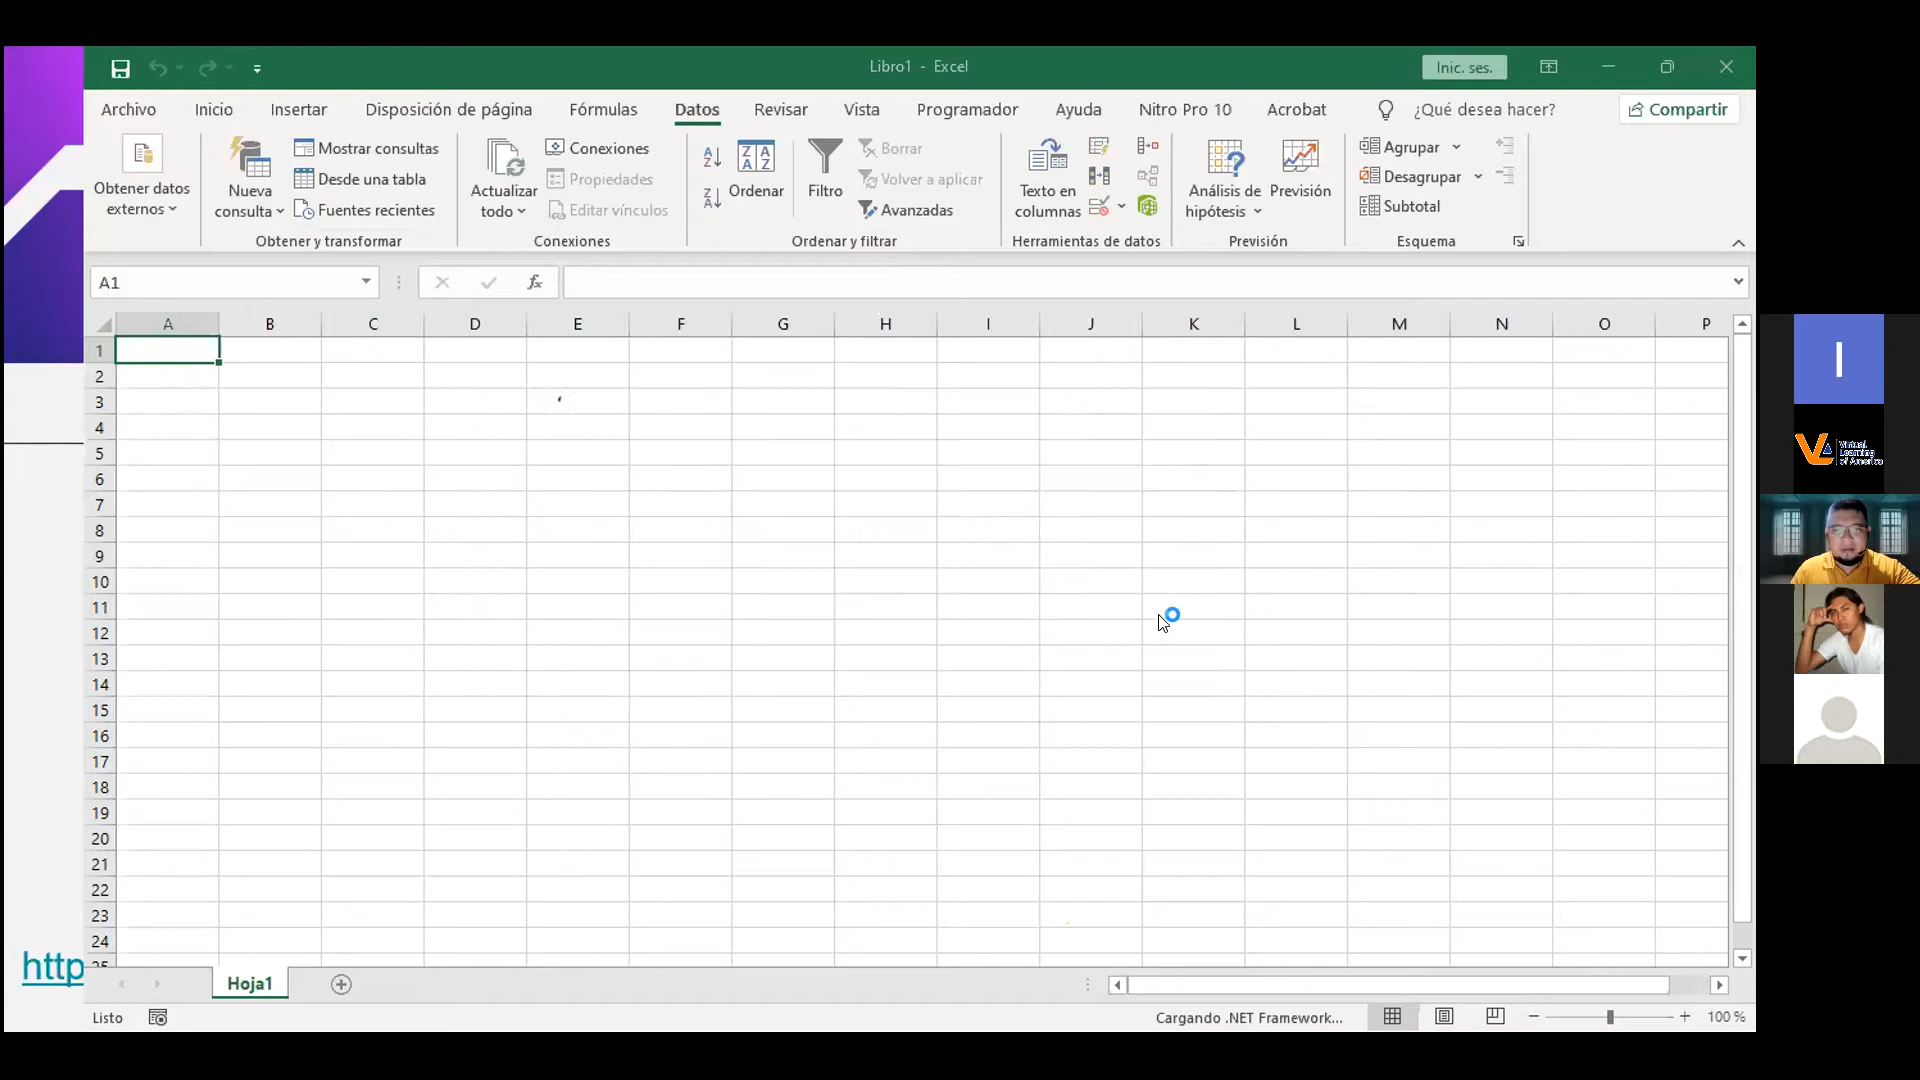 Libro1 - Excel
Inic. ses.
Archivo Inicio Insertar Disposición de página Fórmulas Datos Revisar Vista Programador Ayuda Nitro Pro 10 Acrobat ¿Qué desea hacer? Compartir
Obtener datos
externos
Nueva
consulta
Mostrar consultas
Desde una tabla
Fuentes recientes
Obtener y transformar
Actualizar
todo
Conexiones
Propiedades
Editar vínculos
Conexiones
Ordenar
Filtro
Borrar
Volver a aplicar
Avanzadas
Ordenar y filtrar
Texto en
columnas
Herramientas de datos
Análisis de
hipótesis
Previsión
Previsión
Agrupar
Desagrupar
Subtotal
Esquema
A1
fx
A B C D E F G H I J K L M N O P
1
2
3
4
5
6
7
8
9
10
11
12
13
14
15
16
17
18
19
20
21
22
23
24
25
http
Hoja1
Listo
Cargando .NET Framework...
100 %
I
Virtual
Learning
of America